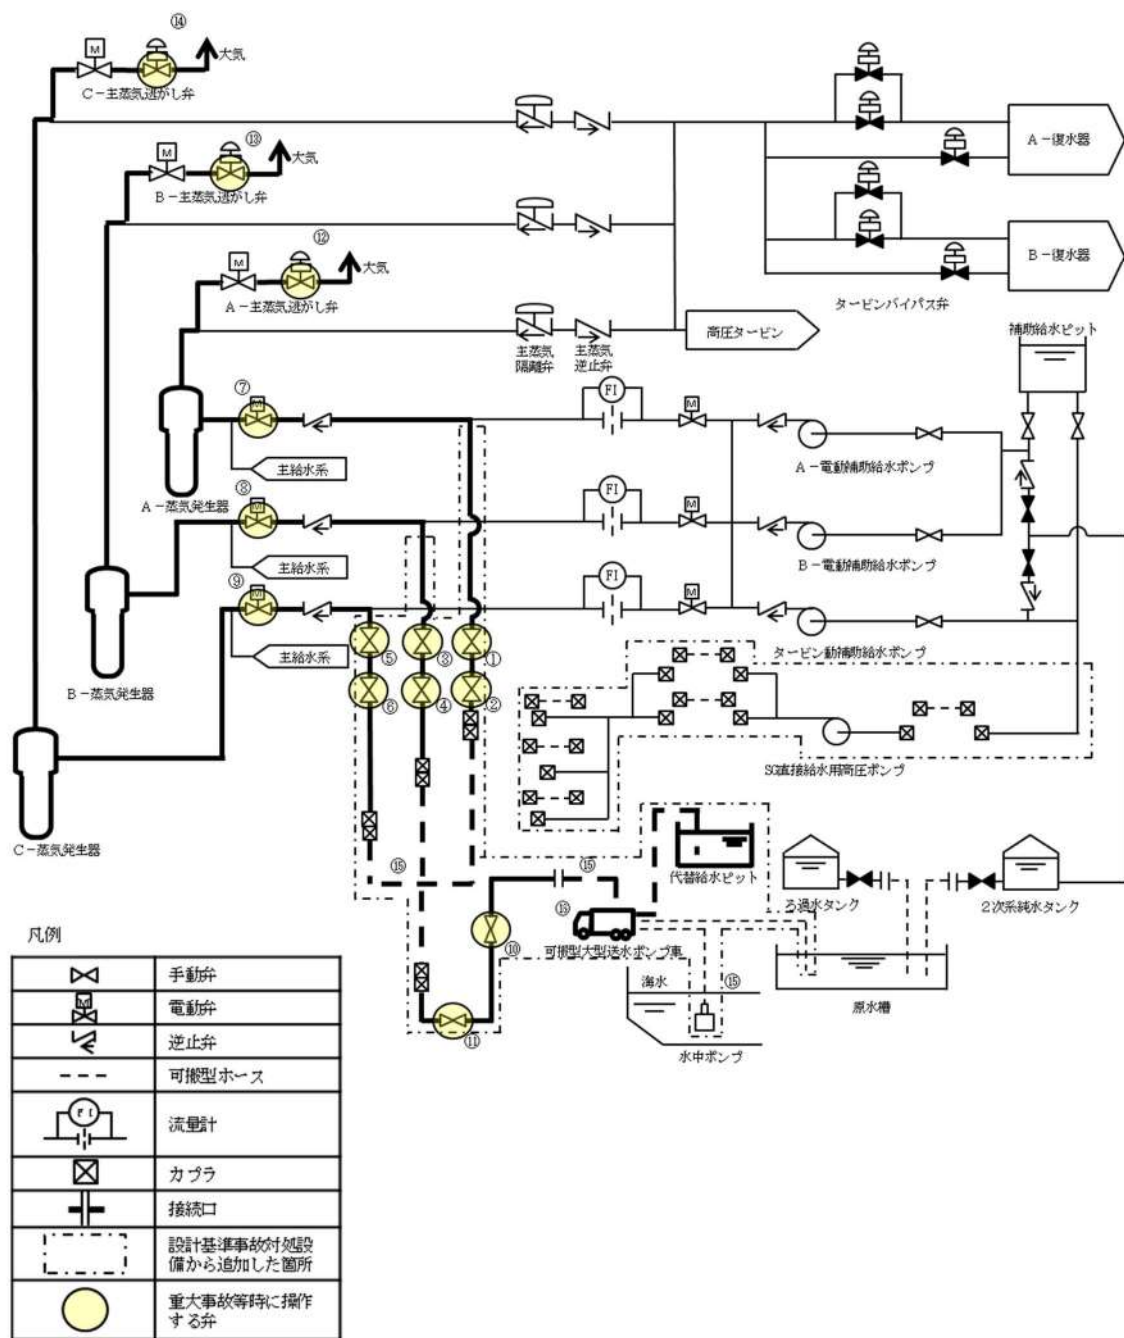 ⑭
M
大気
C-主蒸気逃がし弁
⑬
M
大気
B-主蒸気逃がし弁
⑫
M
大気
A-主蒸気逃がし弁
A-復水器
B-復水器
タービンバイパス弁
主蒸気
隔離弁
主蒸気
逆止弁
高圧タービン
補助給水ピット
⑦
M
FI
M
主給水系
A-電動補助給水ポンプ
A-蒸気発生器
⑧
M
FI
M
主給水系
B-電動補助給水ポンプ
⑨
M
FI
M
主給水系
タービン動補助給水ポンプ
B-蒸気発生器
⑤
③
①
⑥
④
②
SG直接給水用高圧ポンプ
C-蒸気発生器
⑮
⑮
代替給水ピット
ろ過水タンク
2次系純水タンク
⑮
⑩
可搬型大型送水ポンプ車
海水
⑮
原水槽
⑪
水中ポンプ
凡例
手動弁
M
電動弁
逆止弁
可搬型ホース
FI
流量計
カプラ
接続口
設計基準事故対処設
備から追加した箇所
重大事故等時に操作
する弁